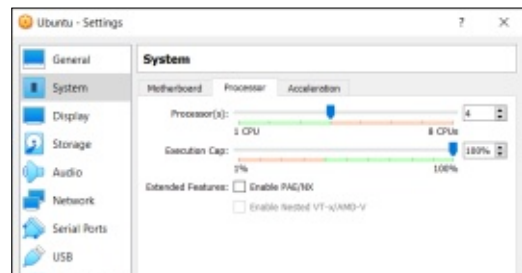 Ubuntu - Settings
?
General
System
Display
Storage
Audio
Network
Serial Ports
USB
System
Motherboard Processor Acceleration
Processor(s): 4
1 CPU 8 CPUs
Execution Cap: 100%
1% 100%
Extended Features: Enable PAE/NX
Enable Nested VT-x/AMD-V